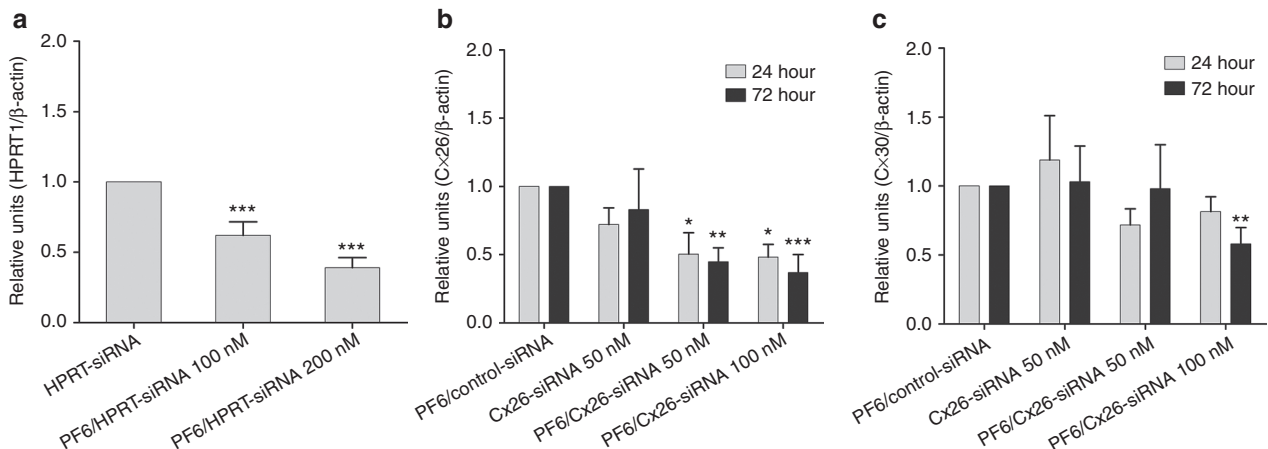 a
Relative units (HPRT1/β-actin)
2.0
1.5
1.0
0.5
0.0
***
***
HPRT-siRNA
PF6/HPRT-siRNA 100 nM
PF6/HPRT-siRNA 200 nM
b
Relative units (C×26/β-actin)
2.0
1.5
1.0
0.5
0.0
24 hour
72 hour
*
**
*
***
PF6/control-siRNA
Cx26-siRNA 50 nM
PF6/Cx26-siRNA 50 nM
PF6/Cx26-siRNA 100 nM
c
Relative units (C×30/β-actin)
2.0
1.5
1.0
0.5
0.0
24 hour
72 hour
**
PF6/control-siRNA
Cx26-siRNA 50 nM
PF6/Cx26-siRNA 50 nM
PF6/Cx26-siRNA 100 nM